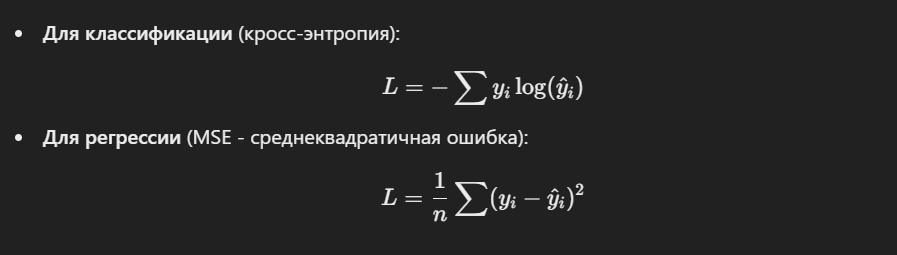 • Для классификации (кросс-энтропия):
L = − ∑ yᵢ log(ŷᵢ)
• Для регрессии (MSE - среднеквадратичная ошибка):
L = 1/n ∑(yᵢ − ŷᵢ)²